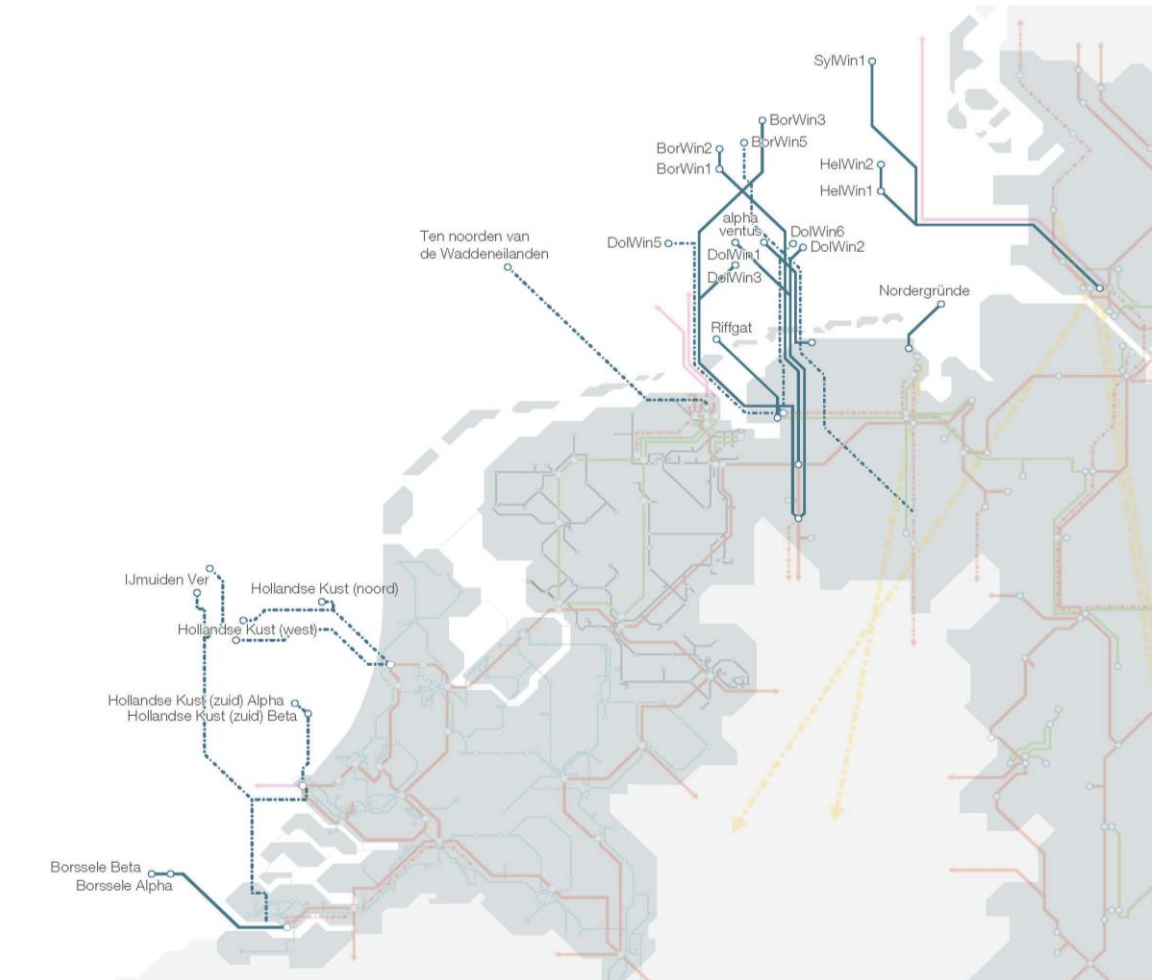 SylWin1
BorWin3
BorWin5
BorWin2
BorWin1
HelWin2
HelWin1
alpha
ventus
Ten noorden van
de Waddeneilanden
DolWin5
DolWin6
DolWin2
DolWin1
DolWin3
Nordergründe
Riffgat
IJmuiden Ver
Hollandse Kust (noord)
Hollandse Kust (west)
Hollandse Kust (zuid) Alpha
Hollandse Kust (zuid) Beta
Borssele Beta
Borssele Alpha